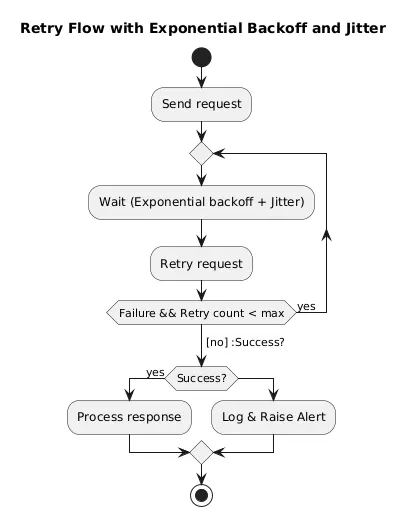 Retry Flow with Exponential Backoff and Jitter
Send request
Wait (Exponential backoff + Jitter)
Retry request
Failure && Retry count < max
yes
[no] :Success?
yes
Success?
Process response
Log & Raise Alert